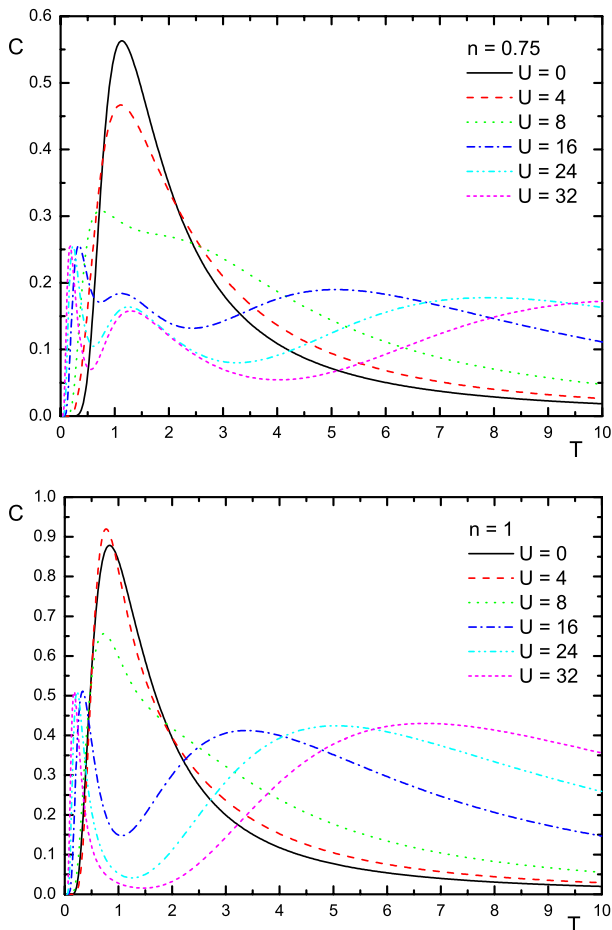 0.6
C
n = 0.75
U = 0
0.5
U = 4
U = 8
0.4
U = 16
U = 24
U = 32
0.3
0.2
0.1
0.0
0 1 2 3 4 5 6 7 8 9 10
T
1.0
C
n = 1
0.9
U = 0
U = 4
0.8
U = 8
0.7
U = 16
U = 24
0.6
U = 32
0.5
0.4
0.3
0.2
0.1
0.0
0 1 2 3 4 5 6 7 8 9 10
T